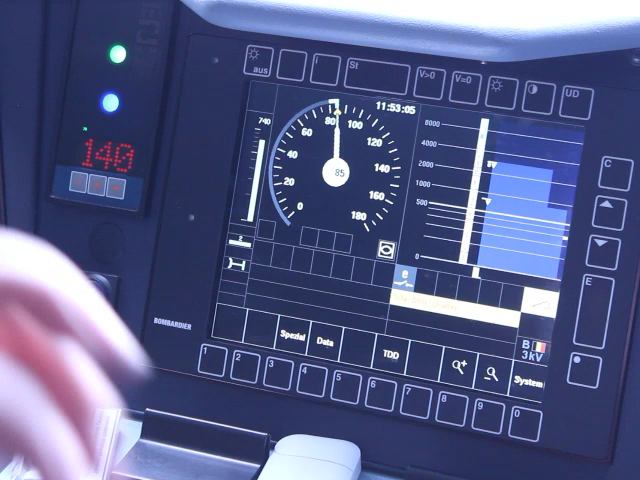 aus
i
St
V>0
V=0
UD
11:53:05
740
80
100
60
120
40
140
20
160
0
180
85
8000
4000
2000
1000
500
0
140
C
E
e
2
BOMBARDIER
Spezial
Data
TDD
System
B
3kV
1
2
3
4
5
6
7
8
9
0